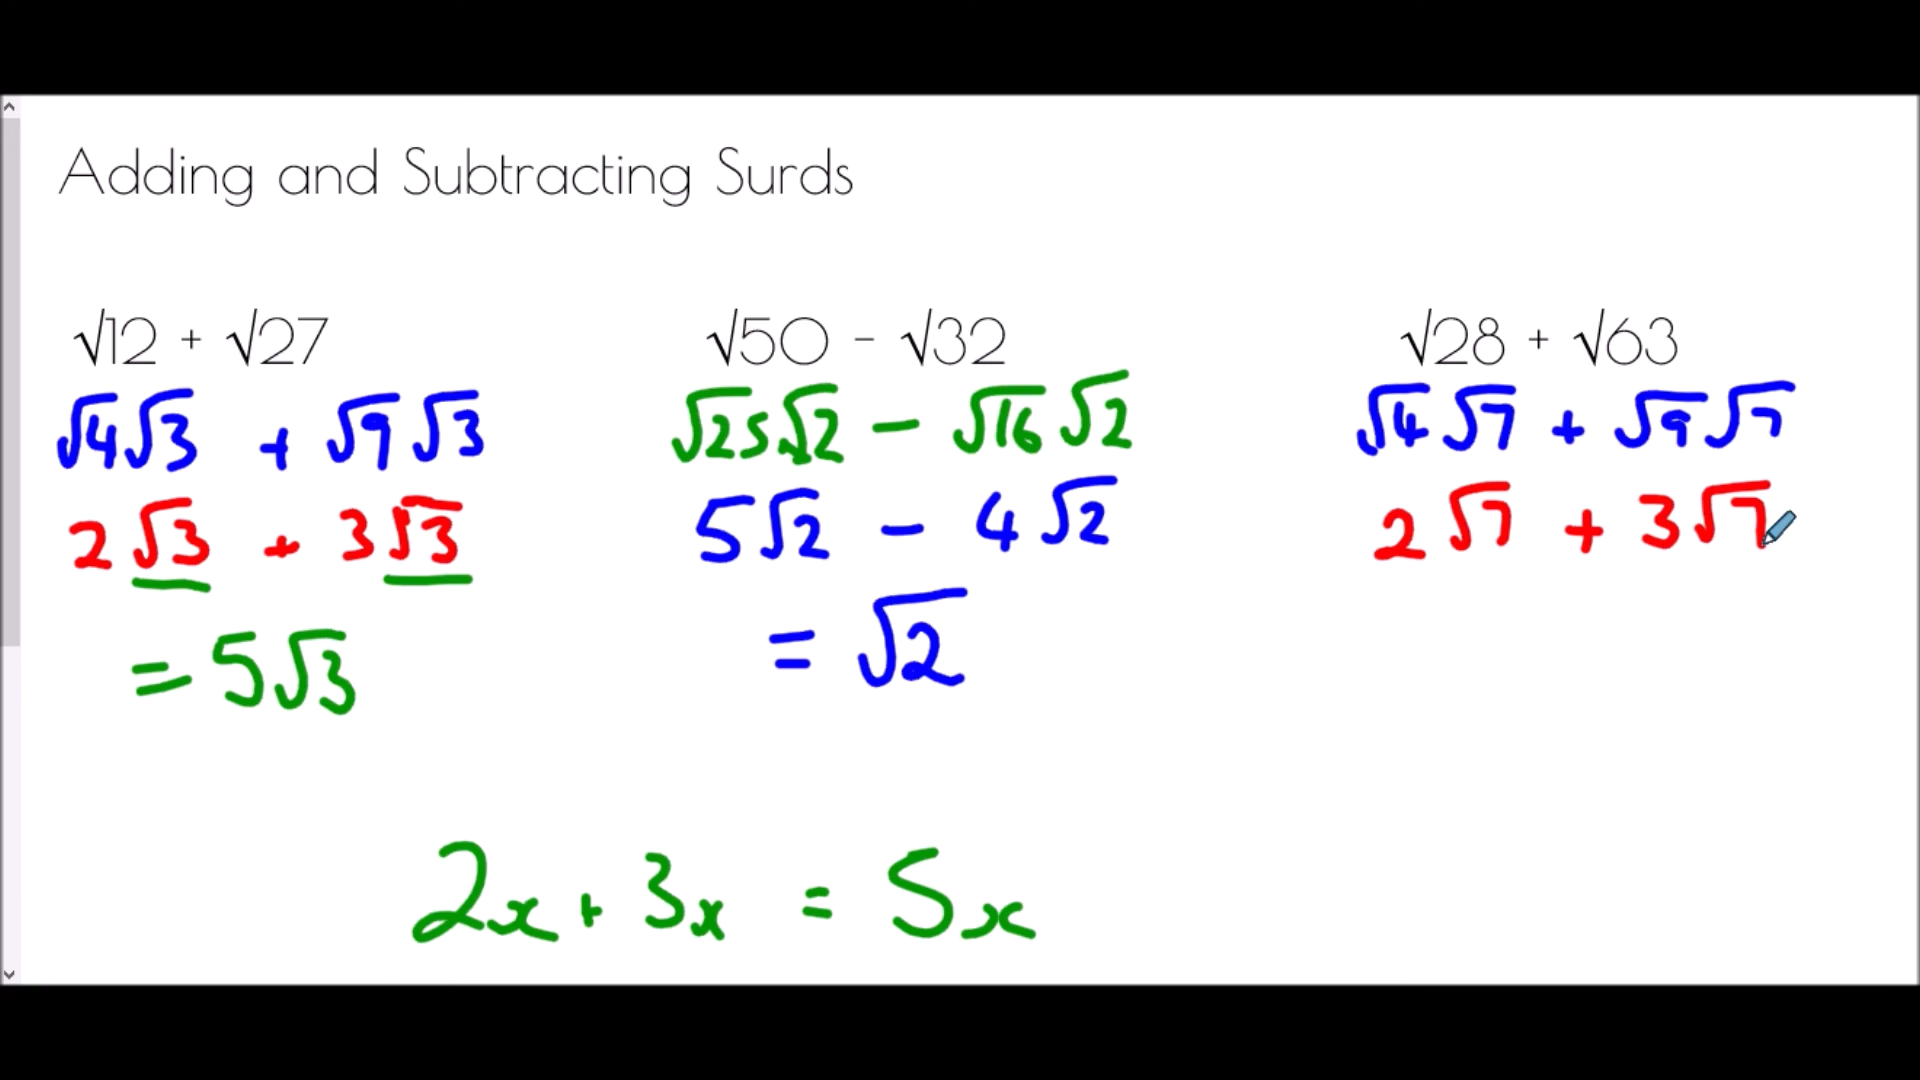 Adding and Subtracting Surds
√12 + √27
√4√3 + √9√3
2√3 + 3√3
= 5√3
√50 - √32
√25√2 - √16√2
5√2 - 4√2
= √2
√28 + √63
√4√7 + √9√7
2√7 + 3√7
2x + 3x = 5x